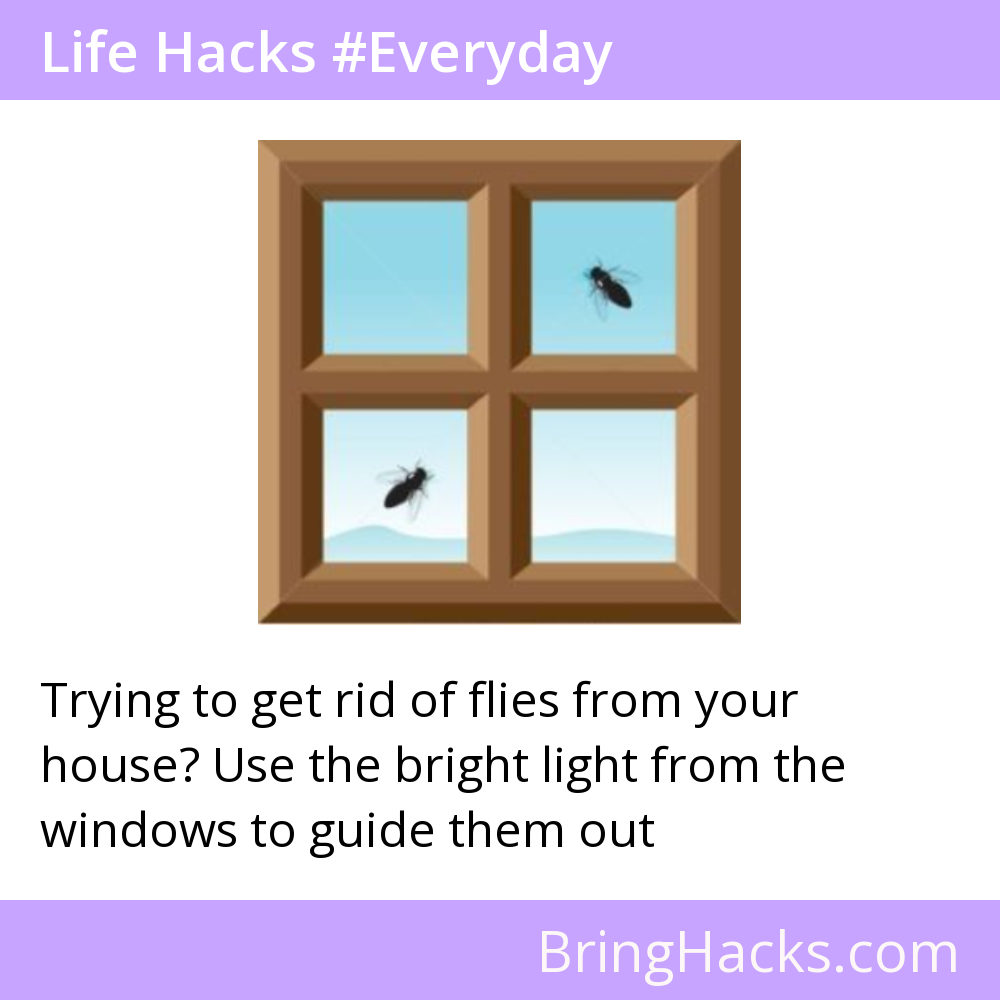 Life Hacks #Everyday
Trying to get rid of flies from your
house? Use the bright light from the
windows to guide them out
BringHacks.com